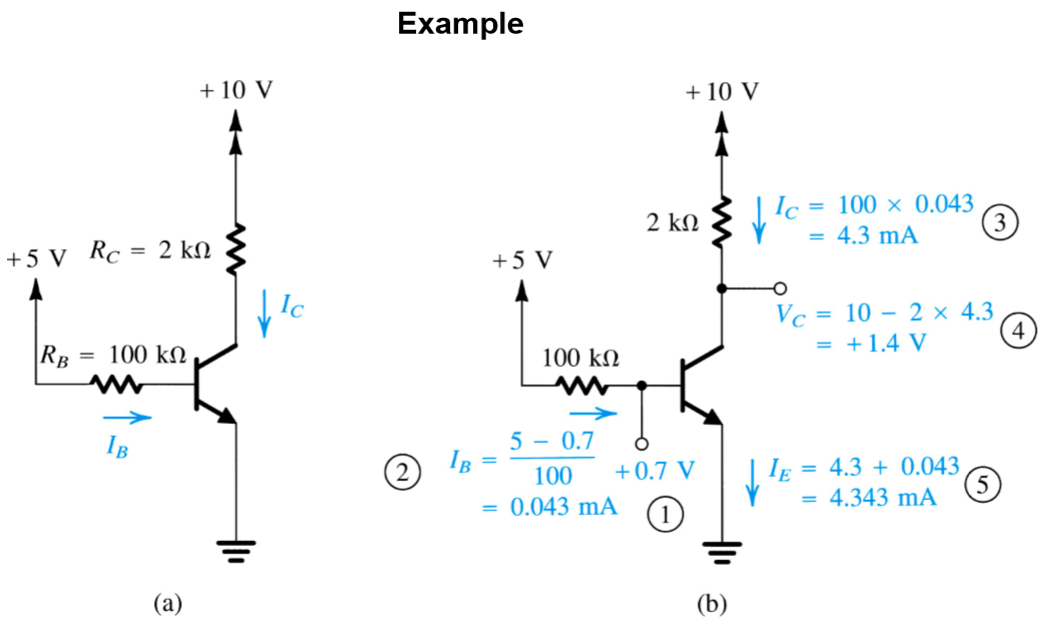 Example
+10 V
+5 V
R_C = 2 kΩ
I_C
R_B = 100 kΩ
I_B
(a)
+10 V
2 kΩ
I_C = 100 × 0.043
= 4.3 mA
③
+5 V
V_C = 10 − 2 × 4.3
= +1.4 V
④
100 kΩ
② I_B = 5 − 0.7
100
= 0.043 mA
+0.7 V
①
I_E = 4.3 + 0.043
= 4.343 mA
⑤
(b)